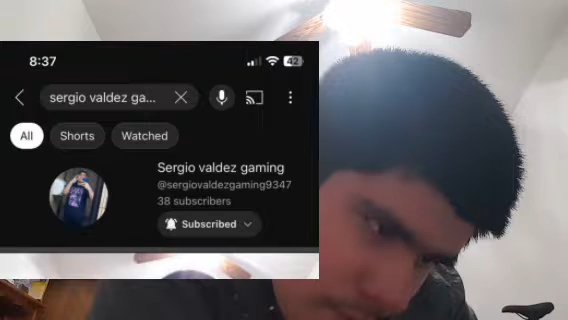 8:37
42
sergio valdez ga...
All
Shorts
Watched
Sergio valdez gaming
@sergiovaldezgaming9347
38 subscribers
Subscribed